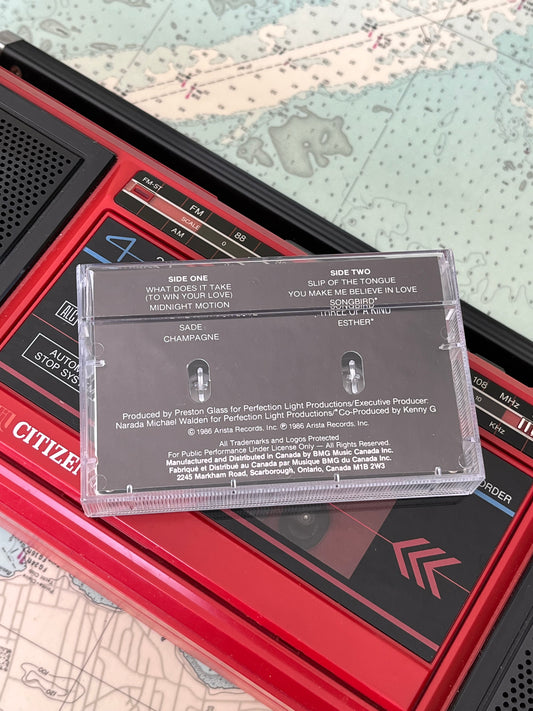 FM-ST
FM
88
SCALE
0
AM
108
MHz
KHz
SIDE ONE
WHAT DOES IT TAKE
(TO WIN YOUR LOVE)
MIDNIGHT MOTION
SADE
CHAMPAGNE
SIDE TWO
SLIP OF THE TONGUE
YOU MAKE ME BELIEVE IN LOVE
SONGBIRD*
THREE OF A KIND
ESTHER*
Produced by Preston Glass for Perfection Light Productions/Executive Producer:
Narada Michael Walden for Perfection Light Productions/*Co-Produced by Kenny G
© 1986 Arista Records, Inc. ℗ 1986 Arista Records, Inc.
All Trademarks and Logos Protected
For Public Performance Under License Only — All Rights Reserved.
Manufactured and Distributed in Canada by BMG Music Canada Inc.
Fabriqué et Distribué au Canada par Musique BMG du Canada Inc.
2245 Markham Road, Scarborough, Ontario, Canada M1B 2W3
ALC
STOP SYST
CITIZEN
ORDER